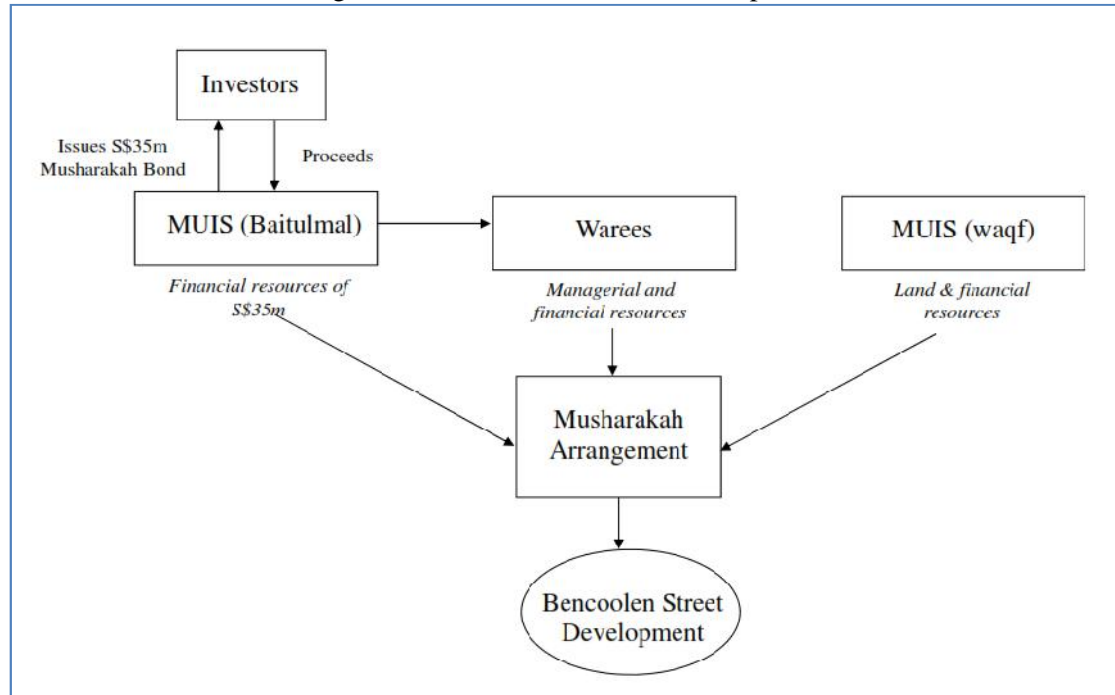 Investors
Issues S$35m
Musharakah Bond
Proceeds
MUIS (Baitulmal)
Warees
MUIS (waqf)
Financial resources of
S$35m
Managerial and
financial resources
Land & financial
resources
Musharakah
Arrangement
Bencoolen Street
Development